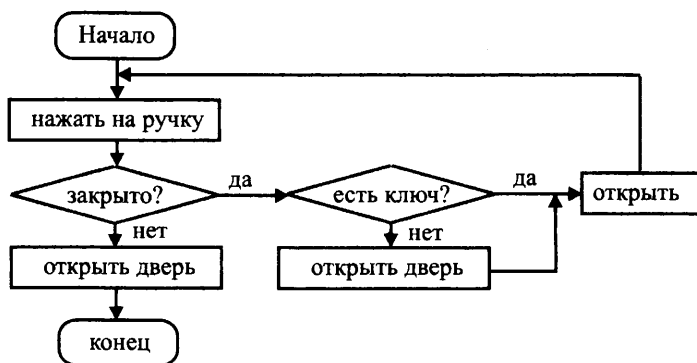 Начало
нажать на ручку
закрыто?
да
есть ключ?
да
открыть
нет
нет
открыть дверь
открыть дверь
конец